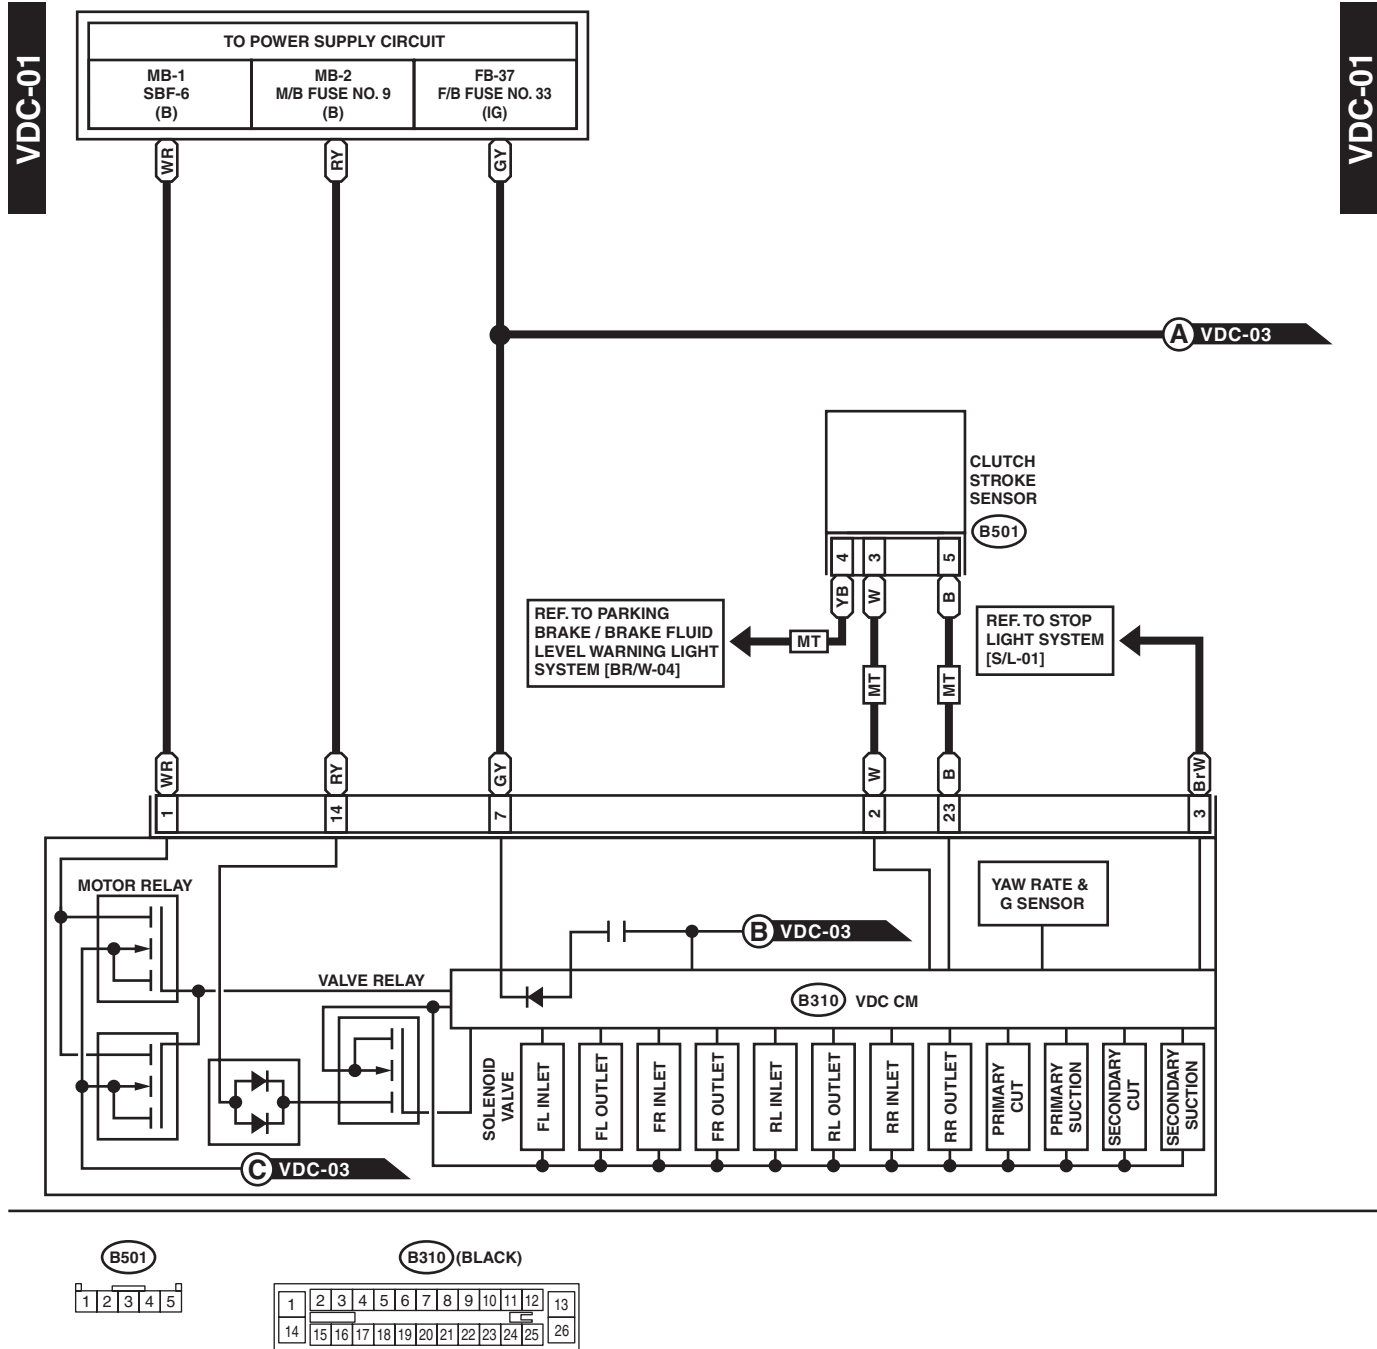 VDC-01
VDC-01
TO POWER SUPPLY CIRCUIT
MB-1
SBF-6
(B)
MB-2
M/B FUSE NO. 9
(B)
FB-37
F/B FUSE NO. 33
(IG)
WR
RY
GY
A VDC-03
CLUTCH
STROKE
SENSOR
B501
4
3
5
YB
W
B
REF. TO PARKING
BRAKE / BRAKE FLUID
LEVEL WARNING LIGHT
SYSTEM [BR/W-04]
MT
MT
MT
REF. TO STOP
LIGHT SYSTEM
[S/L-01]
WR
RY
GY
W
B
BrW
1
14
7
2
23
3
MOTOR RELAY
YAW RATE &
G SENSOR
B VDC-03
VALVE RELAY
B310 VDC CM
SOLENOID
VALVE
FL INLET
FL OUTLET
FR INLET
FR OUTLET
RL INLET
RL OUTLET
RR INLET
RR OUTLET
PRIMARY
CUT
PRIMARY
SUCTION
SECONDARY
CUT
SECONDARY
SUCTION
C VDC-03
B501
1 2 3 4 5
B310 (BLACK)
1 2 3 4 5 6 7 8 9 10 11 12 13
14 15 16 17 18 19 20 21 22 23 24 25 26